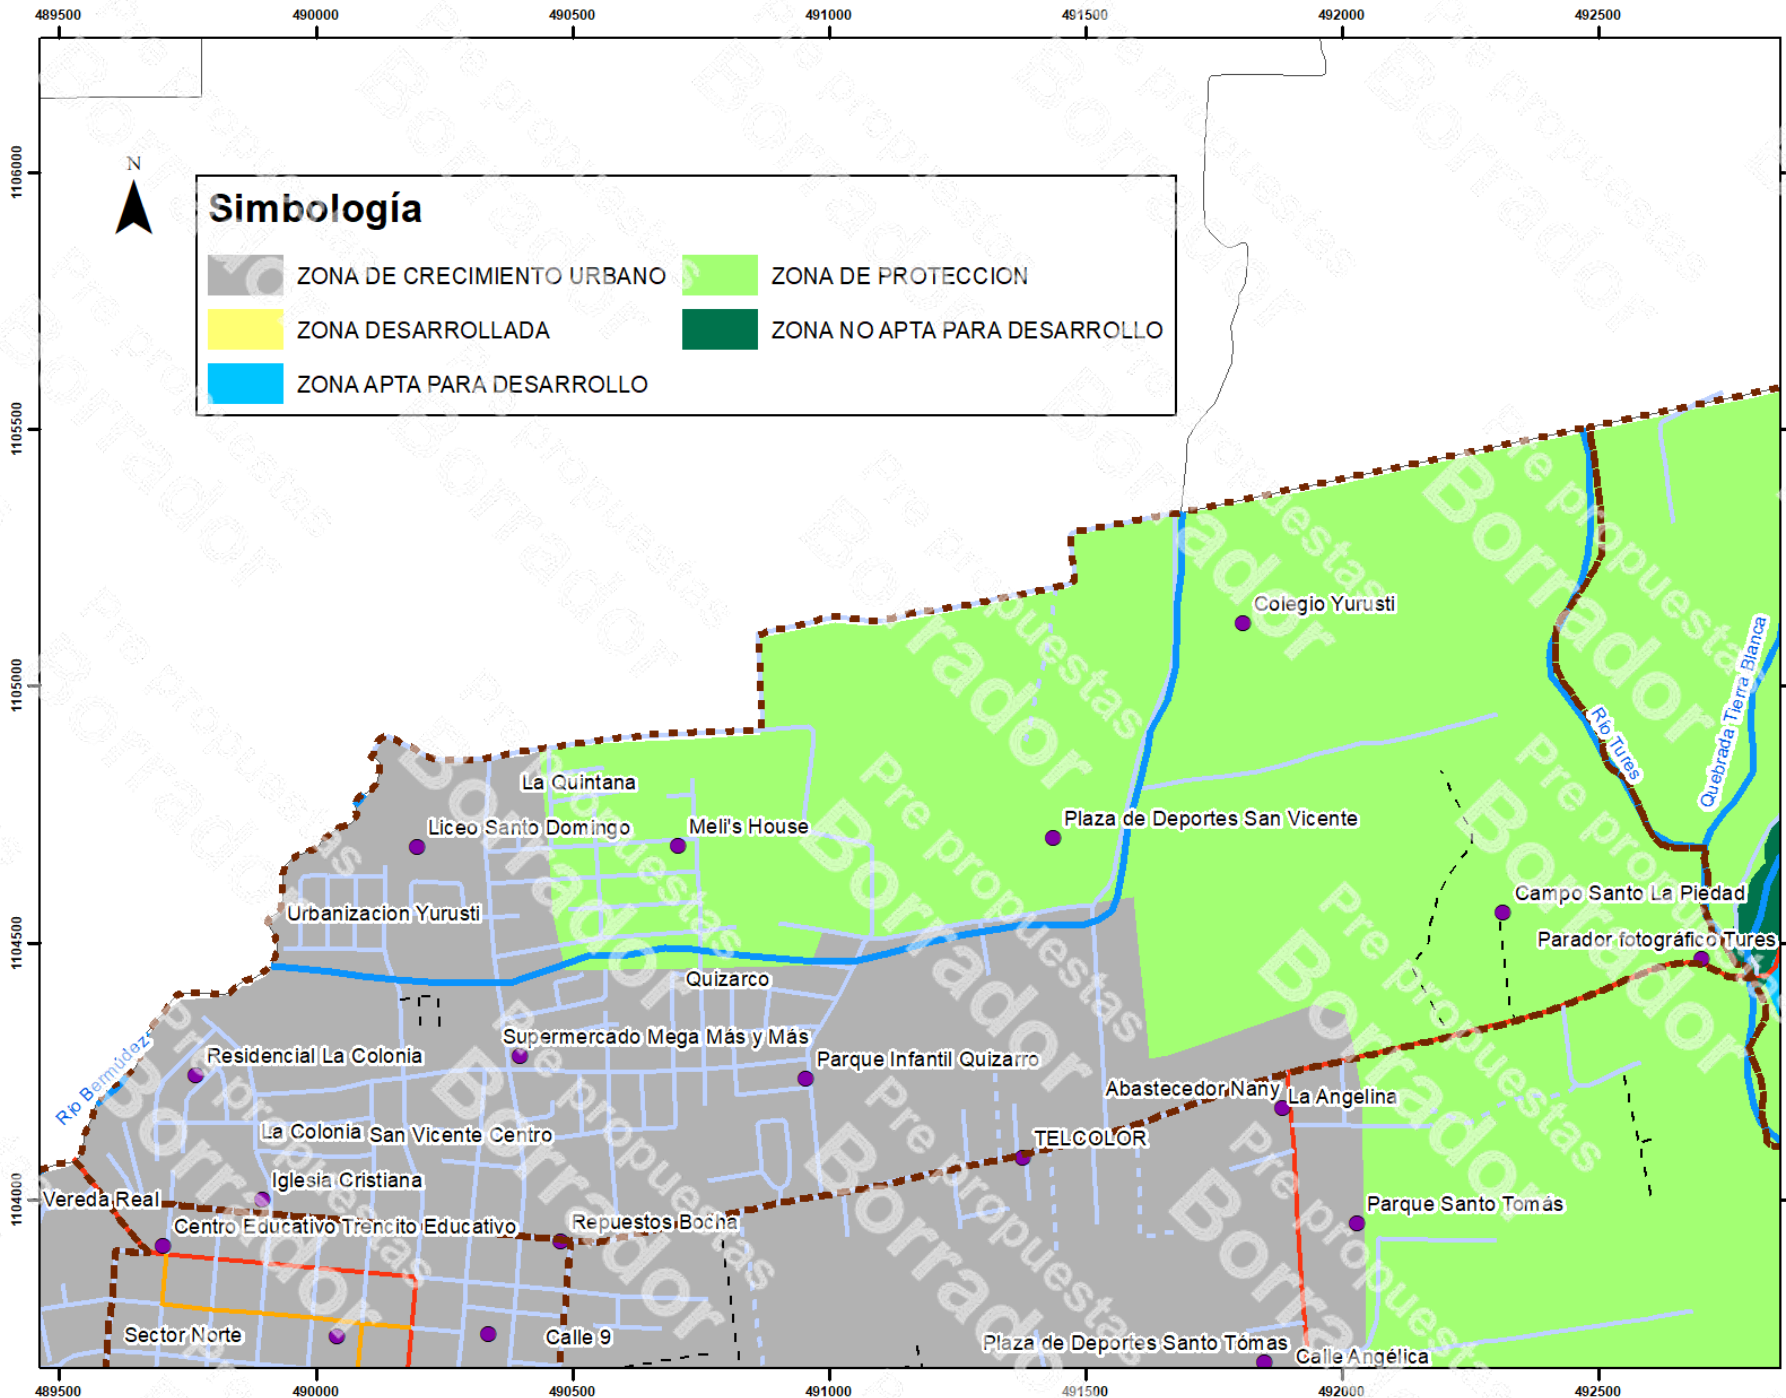 489500 490000 490500 491000 491500 492000 492500
1106000
1105500
1105000
1104500
1104000
N
Simbología
ZONA DE CRECIMIENTO URBANO
ZONA DE PROTECCION
ZONA DESARROLLADA
ZONA NO APTA PARA DESARROLLO
ZONA APTA PARA DESARROLLO
Colegio Yurusti
Quebrada Tierra Blanca
Río Tures
La Quintana
Liceo Santo Domingo
Meli's House
Plaza de Deportes San Vicente
Campo Santo La Piedad
Urbanizacion Yurusti
Parador fotográfico Tures
Quizarco
Supermercado Mega Más y Más
Residencial La Colonia
Parque Infantil Quizarro
Río Bermúdez
Abastecedor Nany
La Angelina
La Colonia
San Vicente Centro
TELCOLOR
Iglesia Cristiana
Vereda Real
Parque Santo Tomás
Centro Educativo Trencito Educativo
Repuestos Bocha
Sector Norte
Calle 9
Plaza de Deportes Santo Tómas
Calle Angélica
489500 490000 490500 491000 491500 492000 492500
Pre propuestas
Borrador